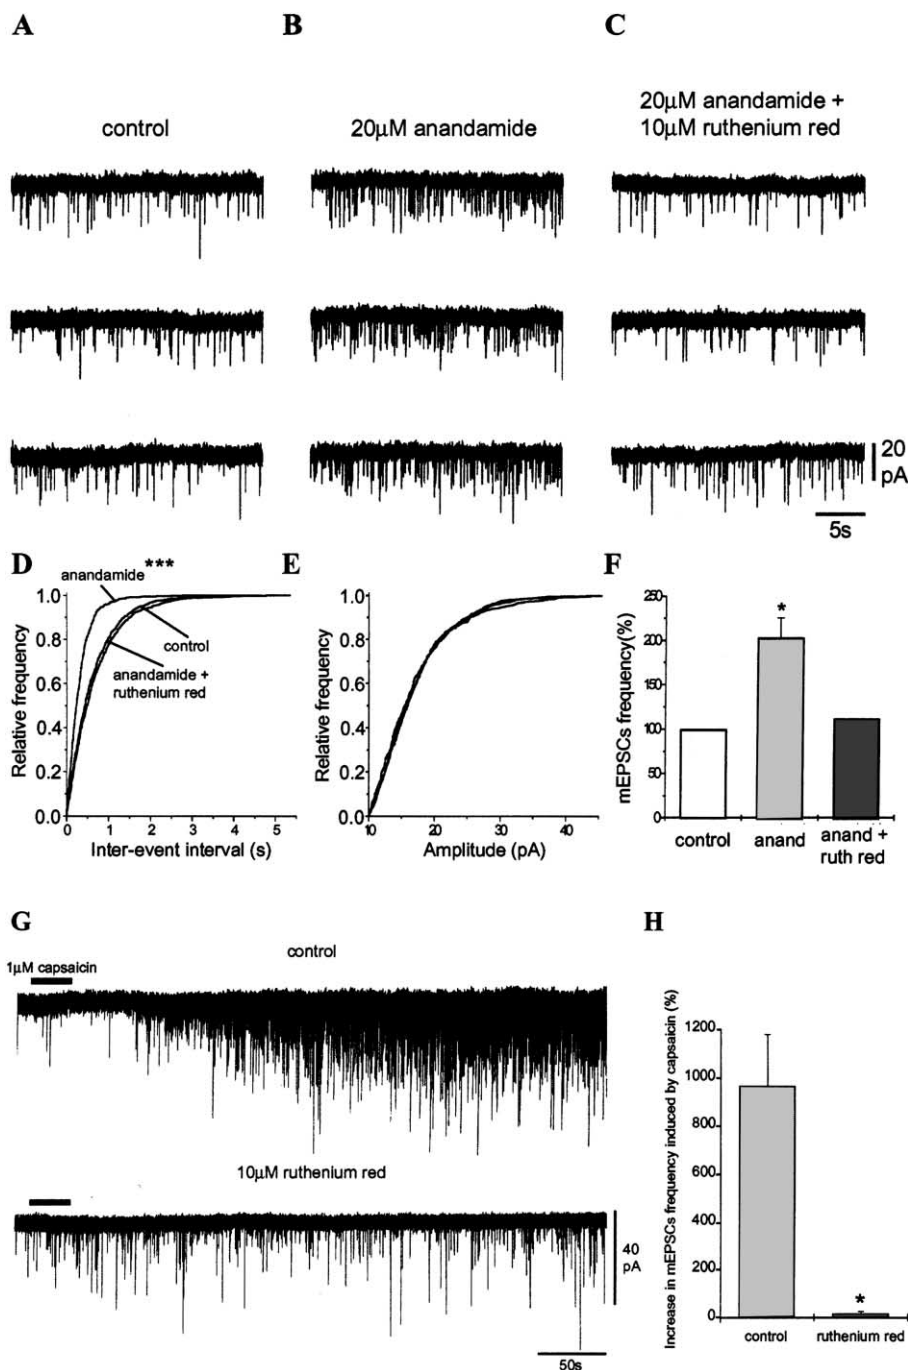 A
B
C
control
20μM anandamide
20μM anandamide +
10μM ruthenium red
20
pA
5s
D
***
anandamide
control
anandamide +
ruthenium red
Relative frequency
1.0
0.8
0.6
0.4
0.2
0.0
0 1 2 3 4 5
Inter-event interval (s)
E
Relative frequency
1.0
0.8
0.6
0.4
0.2
0.0
10 20 30 40
Amplitude (pA)
F
mEPSCs frequency(%)
250
200
150
100
50
0
*
control
anand
anand +
ruth red
G
control
1μM capsaicin
10μM ruthenium red
40
pA
50s
H
Increase in mEPSCs frequency induced by capsaicin (%)
1200
1000
800
600
400
200
0
*
control
ruthenium red